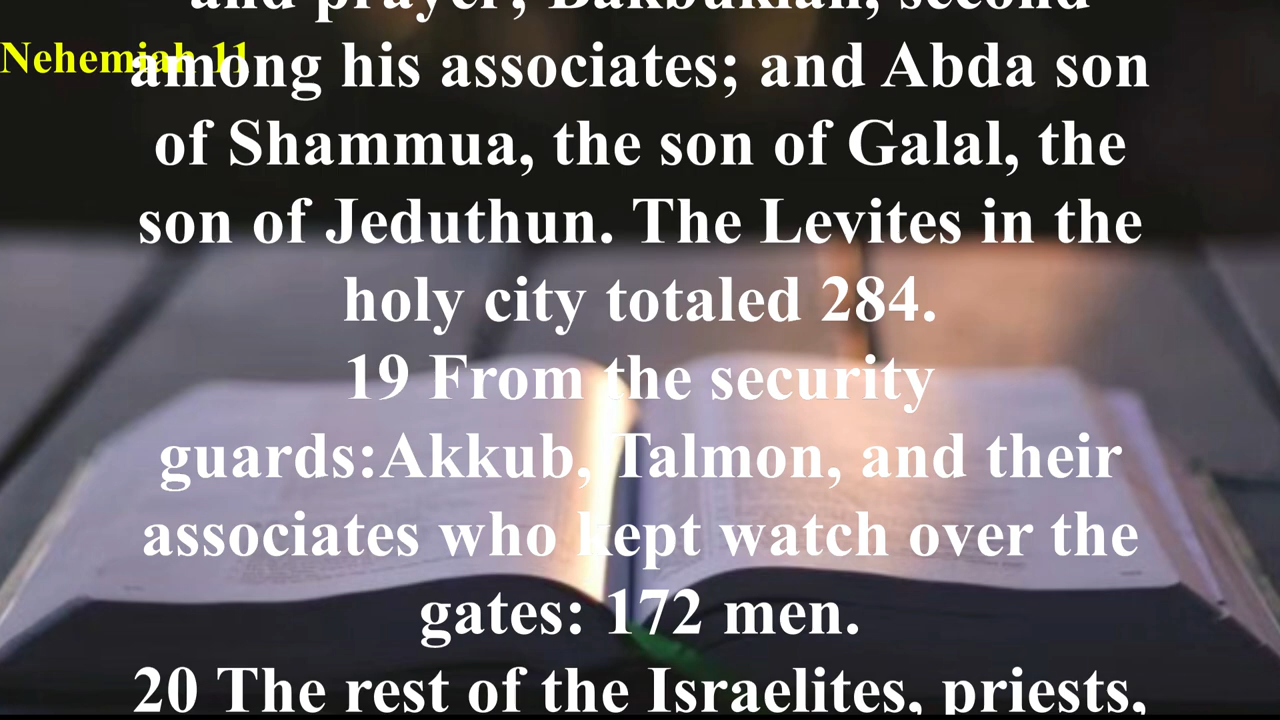 and prayer; Bakbukiah, second
Nehemiah 11
among his associates; and Abda son
of Shammua, the son of Galal, the
son of Jeduthun. The Levites in the
holy city totaled 284.
19 From the security
guards:Akkub, Talmon, and their
associates who kept watch over the
gates: 172 men.
20 The rest of the Israelites, priests,